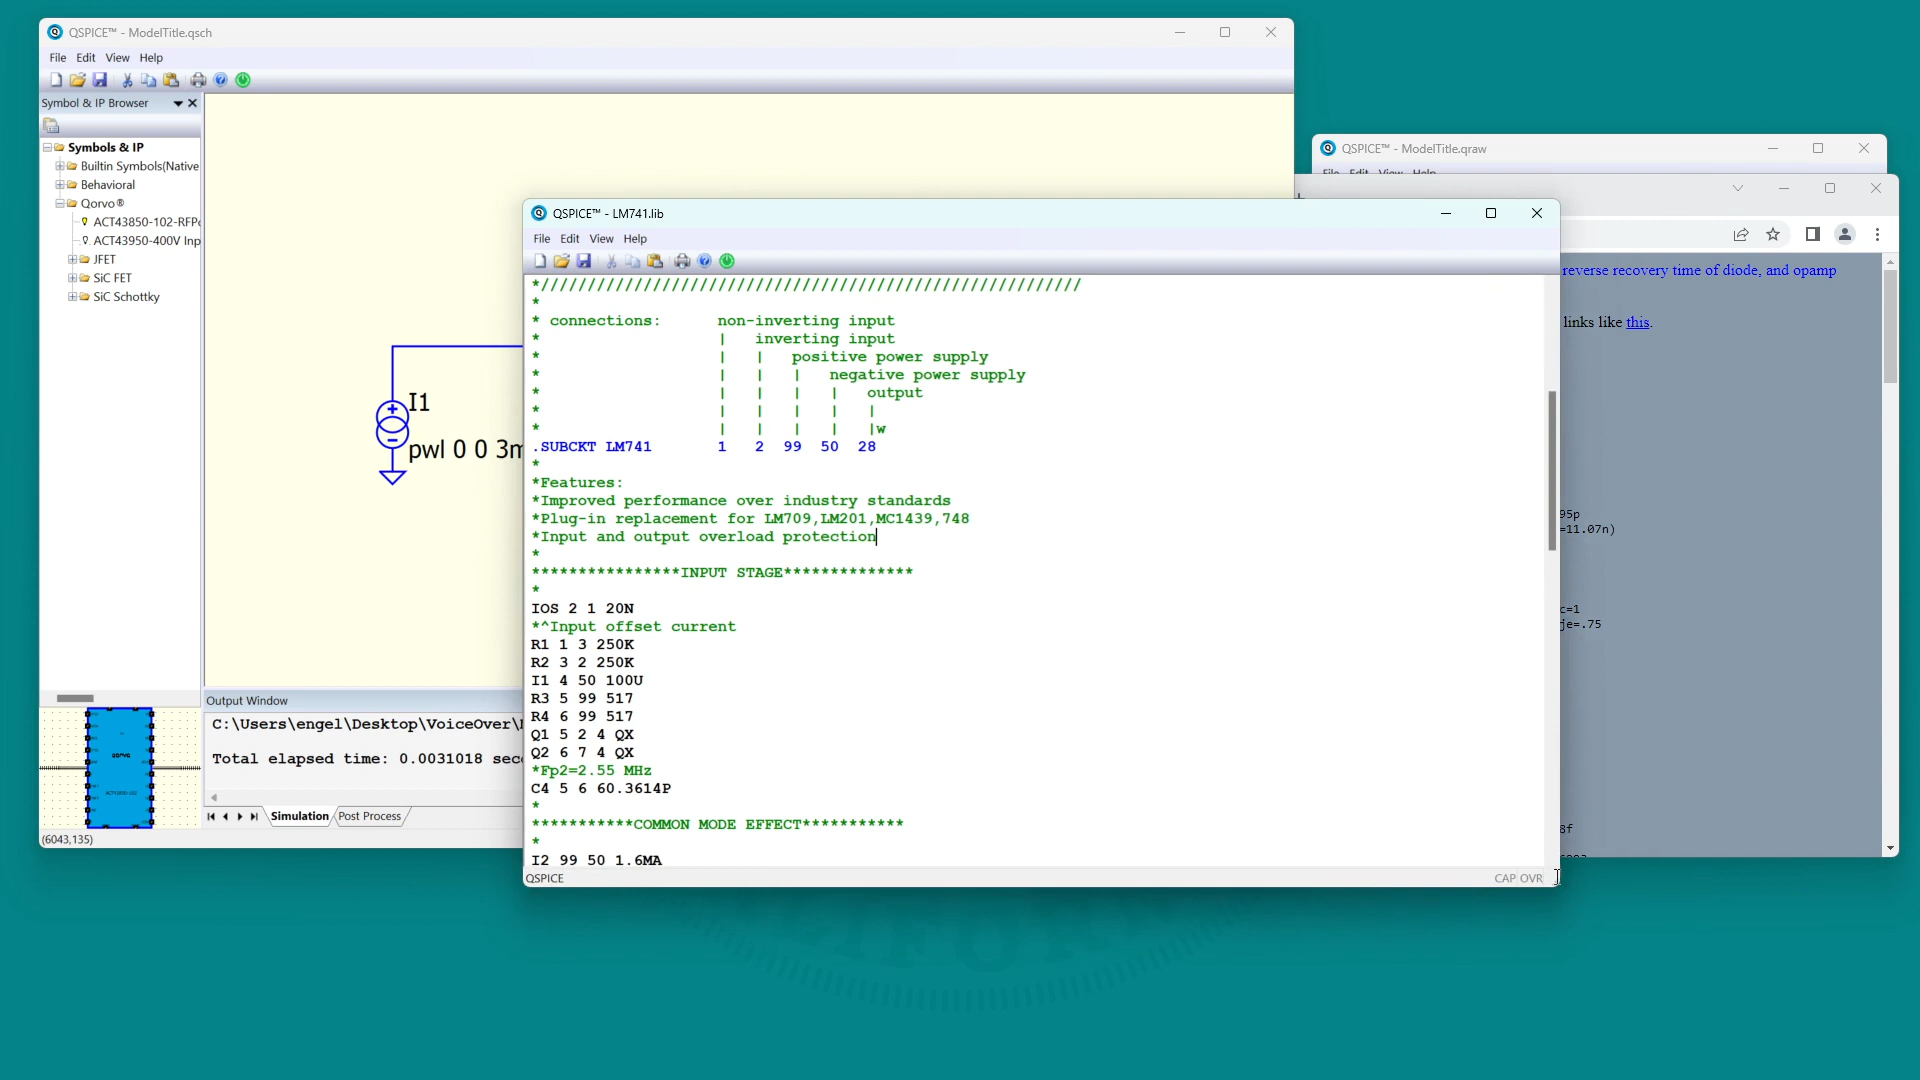 QSPICE™ - ModelTitle.qsch
File Edit View Help
Symbol & IP Browser
Symbols & IP
Builtin Symbols(Native
Behavioral
Qorvo®
ACT43850-102-RFP
ACT43950-400V Inp
JFET
SiC FET
SiC Schottky
I1
pwl 0 0 3m
Output Window
C:\Users\engel\Desktop\VoiceOver\
Total elapsed time: 0.0031018 sec
Simulation Post Process
(6043,135)
QSPICE™ - ModelTitle.qraw
File Edit View Help
QSPICE™ - LM741.lib
File Edit View Help
*///////////////////////////////////////////////////////////
*
* connections: non-inverting input
* | inverting input
* | | positive power supply
* | | | negative power supply
* | | | | output
* | | | | |
* | | | | |w
.SUBCKT LM741 1 2 99 50 28
*
*Features:
*Improved performance over industry standards
*Plug-in replacement for LM709,LM201,MC1439,748
*Input and output overload protection
*
****************INPUT STAGE**************
*
IOS 2 1 20N
*^Input offset current
R1 1 3 250K
R2 3 2 250K
I1 4 50 100U
R3 5 99 517
R4 6 99 517
Q1 5 2 4 QX
Q2 6 7 4 QX
*Fp2=2.55 MHz
C4 5 6 60.3614P
*
***********COMMON MODE EFFECT***********
*
I2 99 50 1.6MA
QSPICE
CAP OVR
reverse recovery time of diode, and opamp
links like this.
95p
=11.07n)
c=1
je=.75
8f